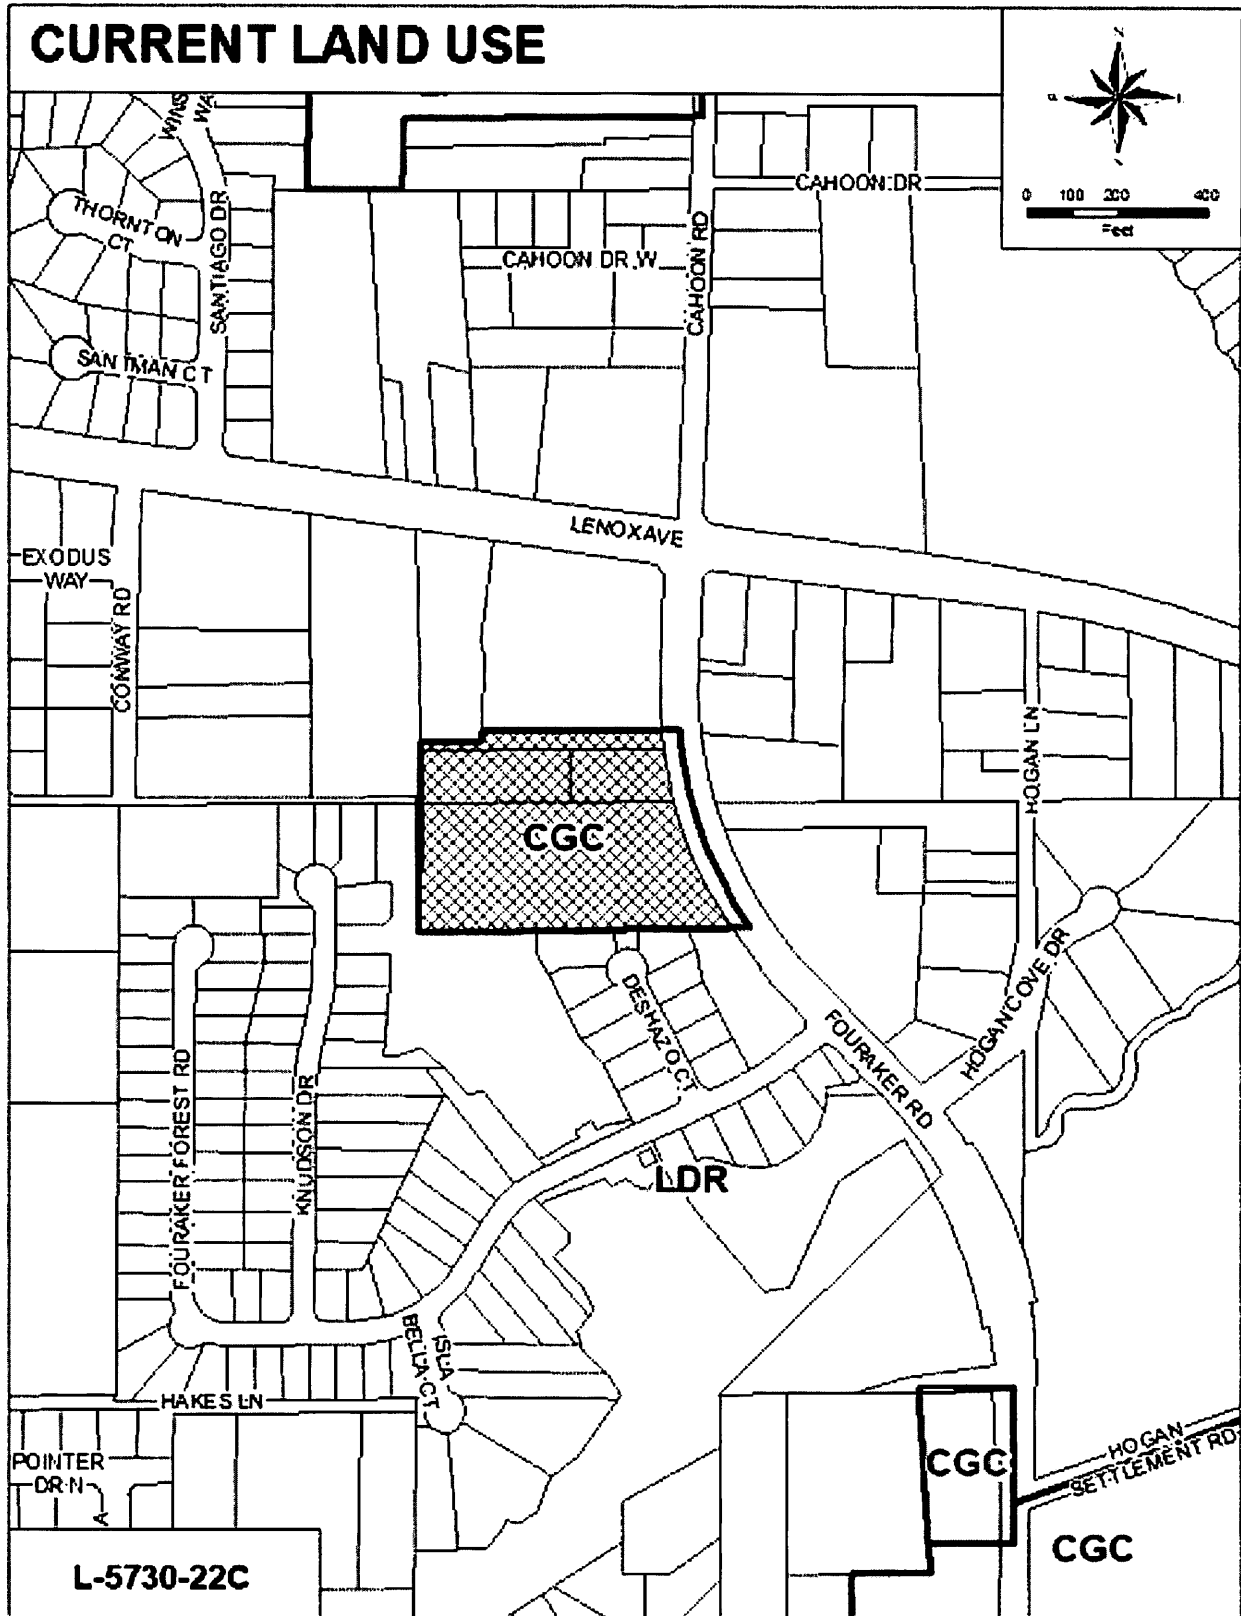 CURRENT LAND USE
N
0 100 200 400
Feet
WINS
WA
THORNTON
CT
SANTIAGO DR
CAHOON DR
CAHOON DR W
CAHOON RD
SANTMAN CT
LENOX AVE
EXODUS
WAY
CONWAY RD
HOGAN LN
CGC
DESHAZO CT
HOGAN COVE DR
FOURAKER RD
FOURAKER FOREST RD
KNUDSON DR
LDR
ISLA
BELLA CT
HAKES LN
POINTER
DR N
CGC
HOGAN
SETTLEMENT RD
CGC
L-5730-22C